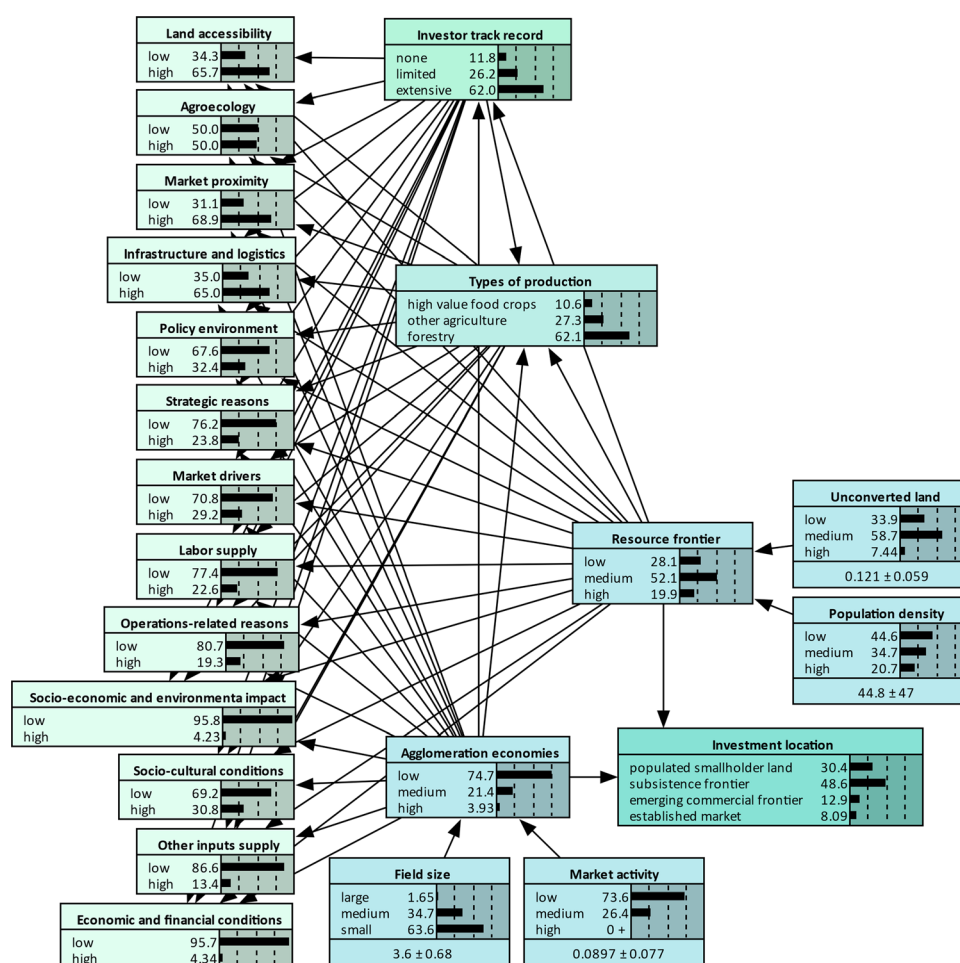 Land accessibility
low 34.3
high 65.7
Investor track record
none 11.8
limited 26.2
extensive 62.0
Agroecology
low 50.0
high 50.0
Market proximity
low 31.1
high 68.9
Infrastructure and logistics
low 35.0
high 65.0
Types of production
high value food crops 10.6
other agriculture 27.3
forestry 62.1
Policy environment
low 67.6
high 32.4
Strategic reasons
low 76.2
high 23.8
Market drivers
low 70.8
high 29.2
Labor supply
low 77.4
high 22.6
Resource frontier
low 28.1
medium 52.1
high 19.9
Unconverted land
low 33.9
medium 58.7
high 7.44
0.121 ± 0.059
Population density
low 44.6
medium 34.7
high 20.7
44.8 ± 47
Operations-related reasons
low 80.7
high 19.3
Socio-economic and environmenta impact
low 95.8
high 4.23
Agglomeration economies
low 74.7
medium 21.4
high 3.93
Investment location
populated smallholder land 30.4
subsistence frontier 48.6
emerging commercial frontier 12.9
established market 8.09
Socio-cultural conditions
low 69.2
high 30.8
Other inputs supply
low 86.6
high 13.4
Field size
large 1.65
medium 34.7
small 63.6
3.6 ± 0.68
Market activity
low 73.6
medium 26.4
high 0 +
0.0897 ± 0.077
Economic and financial conditions
low 95.7
high 4.34